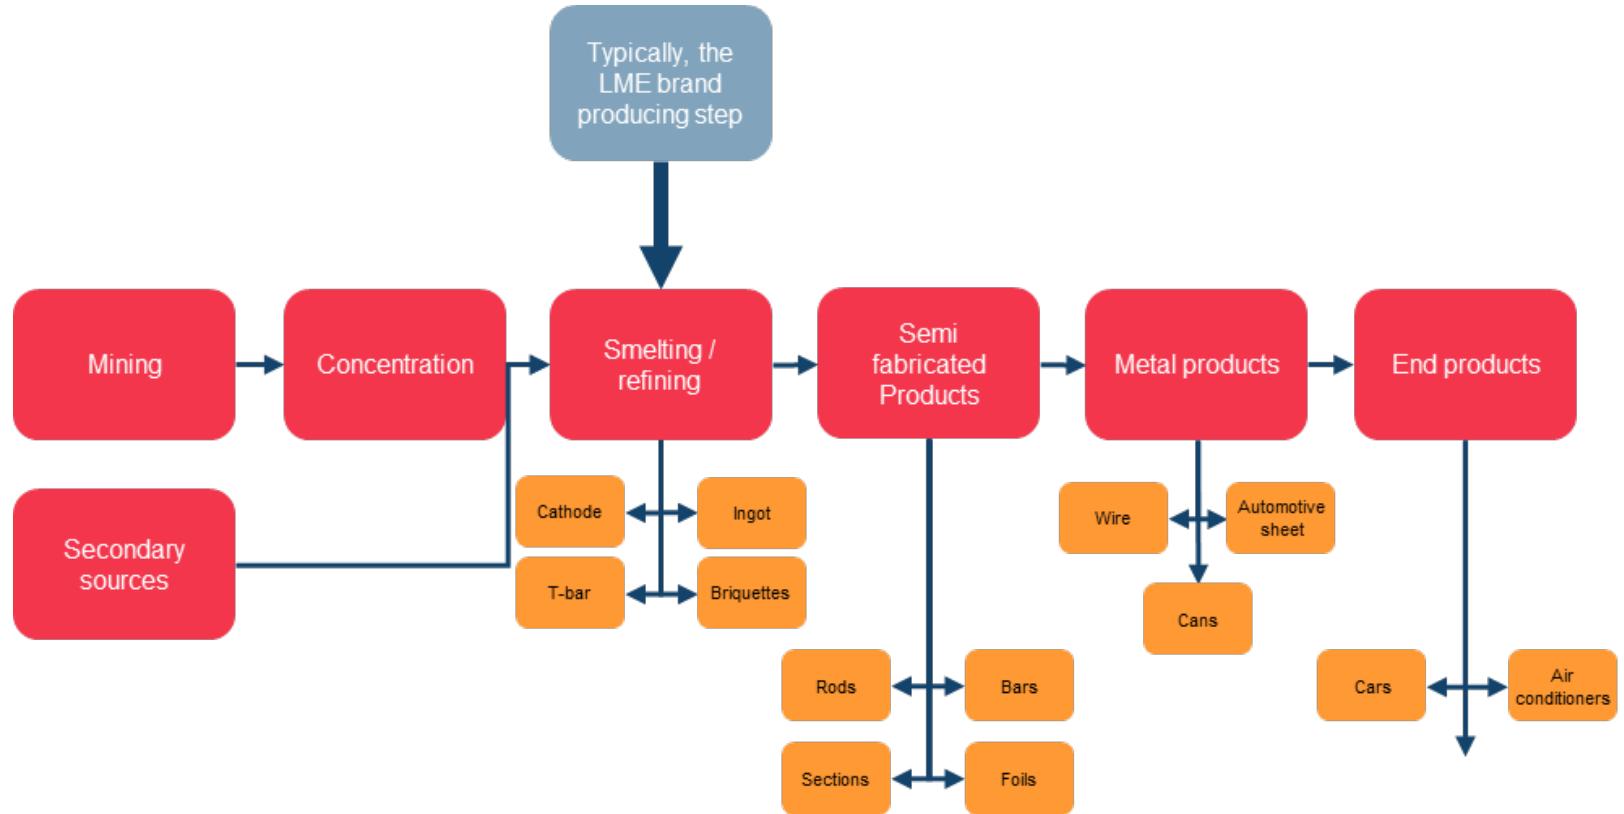 Typically, the
LME brand
producing step
Mining
Concentration
Smelting /
refining
Semi
fabricated
Products
Metal products
End products
Secondary
sources
Cathode
Ingot
T-bar
Briquettes
Wire
Automotive
sheet
Cans
Rods
Bars
Sections
Foils
Cars
Air
conditioners